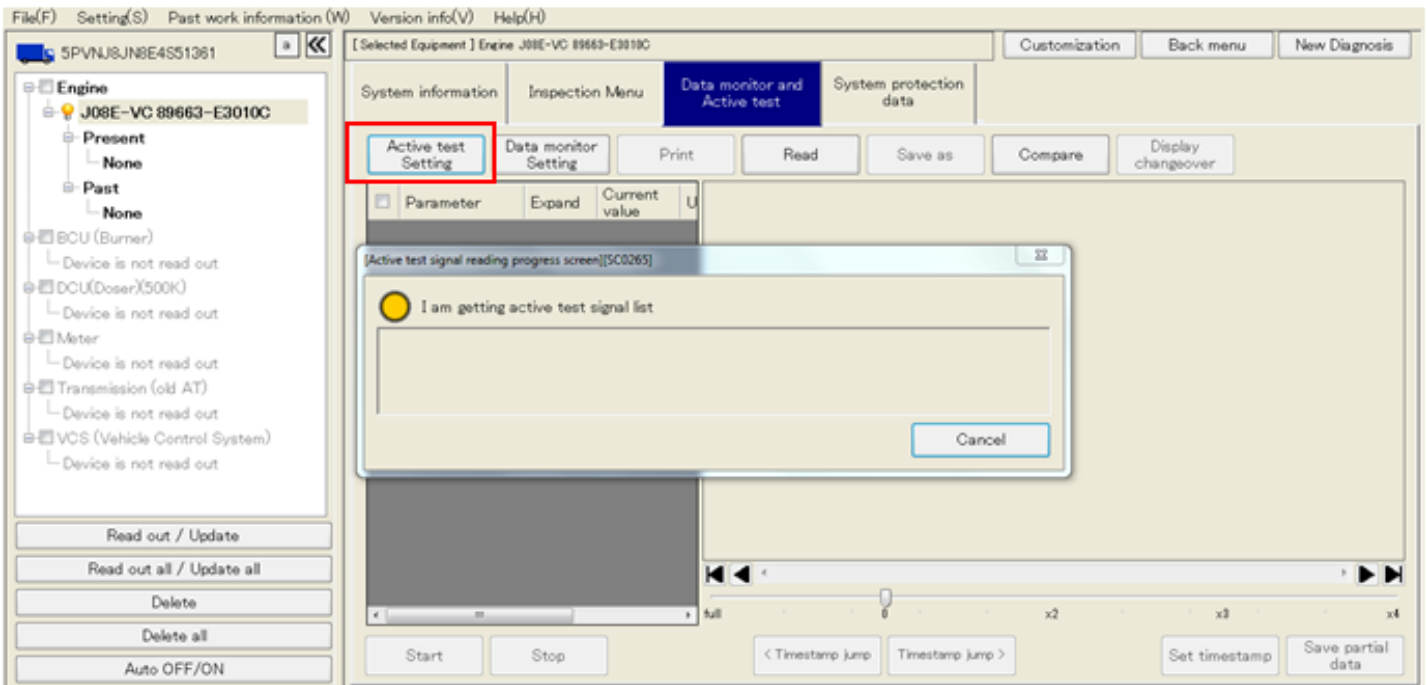 File(F) Setting(S) Past work information (W) Version info(V) Help(H)
5PVNJ8JN8E4S51361
a
[ Selected Equipment ] Engine J08E-VC 89663-E3010C
Customization
Back menu
New Diagnosis
Engine
J08E-VC 89663-E3010C
Present
None
Past
None
BCU (Burner)
Device is not read out
DCU(Doser)(500K)
Device is not read out
Meter
Device is not read out
Transmission (old AT)
Device is not read out
VCS (Vehicle Control System)
Device is not read out
Read out / Update
Read out all / Update all
Delete
Delete all
Auto OFF/ON
System information
Inspection Menu
Data monitor and
Active test
System protection
data
Active test
Setting
Data monitor
Setting
Print
Read
Save as
Compare
Display
changeover
Parameter
Expand
Current
value
U
[Active test signal reading progress screen][SC0265]
I am getting active test signal list
Cancel
full
0
x2
x3
x4
Start
Stop
< Timestamp jump
Timestamp jump >
Set timestamp
Save partial
data